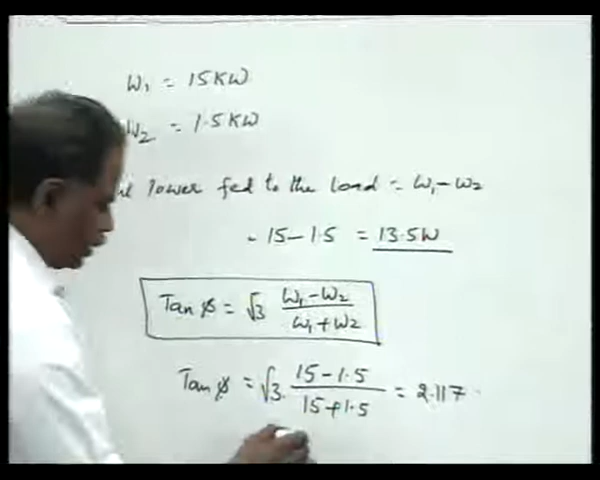 W1 = 15KW
W2 = 1.5KW
Power fed to the load = W1-W2
= 15-1.5 = 13.5W
Tan ø = √3 W1-W2 / W1+W2
Tan ø = √3. 15-1.5 / 15+1.5 = 2.117